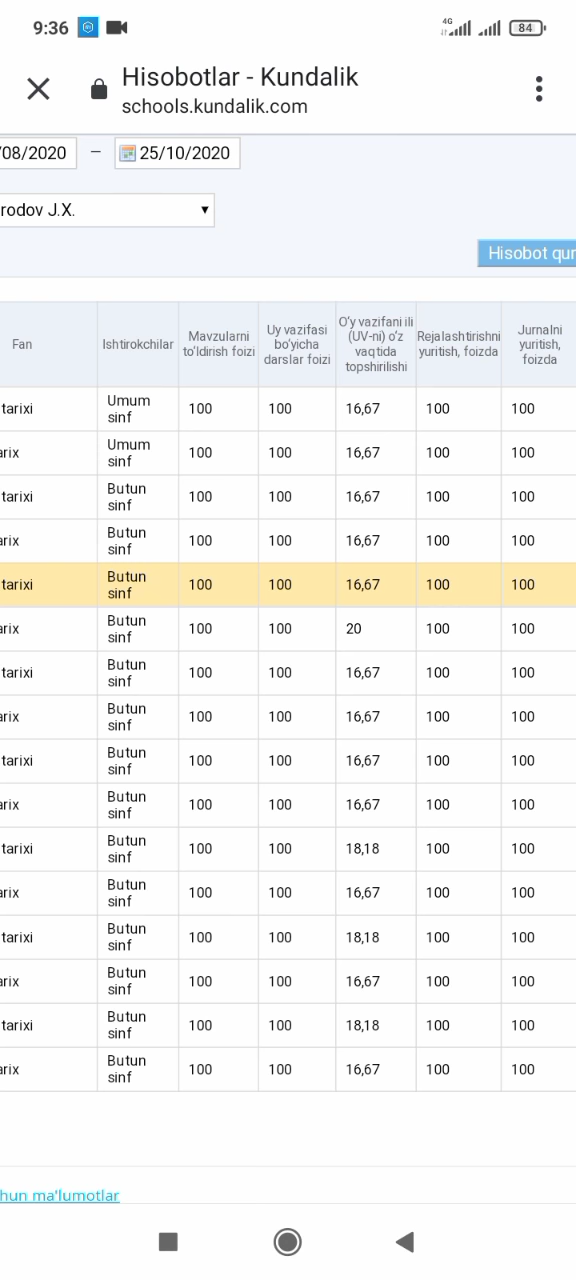 9:36
4G
84
Hisobotlar - Kundalik
schools.kundalik.com
/08/2020 – 25/10/2020
rodov J.X.
Hisobot qur
Fan
Ishtirokchilar
Mavzularni
to‘ldirish foizi
Uy vazifasi
bo‘yicha
darslar foizi
O‘y vazifani ili
(UV-ni) o‘z
vaqtida
topshirilishi
Rejalashtirishni
yuritish, foizda
Jurnalni
yuritish,
foizda
tarixi Umum sinf 100 100 16,67 100 100
arix Umum sinf 100 100 16,67 100 100
tarixi Butun sinf 100 100 16,67 100 100
arix Butun sinf 100 100 16,67 100 100
tarixi Butun sinf 100 100 16,67 100 100
arix Butun sinf 100 100 20 100 100
tarixi Butun sinf 100 100 16,67 100 100
arix Butun sinf 100 100 16,67 100 100
tarixi Butun sinf 100 100 16,67 100 100
arix Butun sinf 100 100 16,67 100 100
tarixi Butun sinf 100 100 18,18 100 100
arix Butun sinf 100 100 16,67 100 100
tarixi Butun sinf 100 100 18,18 100 100
arix Butun sinf 100 100 16,67 100 100
tarixi Butun sinf 100 100 18,18 100 100
arix Butun sinf 100 100 16,67 100 100
hun ma'lumotlar